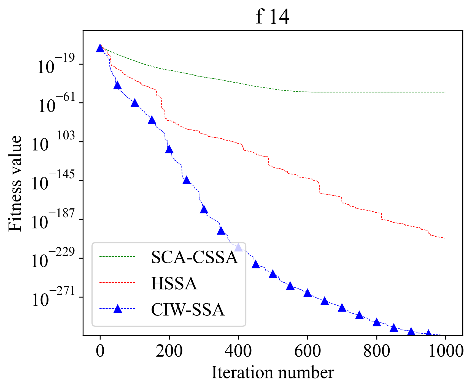 f 14
Fitness value
10⁻¹⁹
10⁻⁶¹
10⁻¹⁰³
10⁻¹⁴⁵
10⁻¹⁸⁷
10⁻²²⁹
10⁻²⁷¹
SCA-CSSA
HSSA
CIW-SSA
0 200 400 600 800 1000
Iteration number